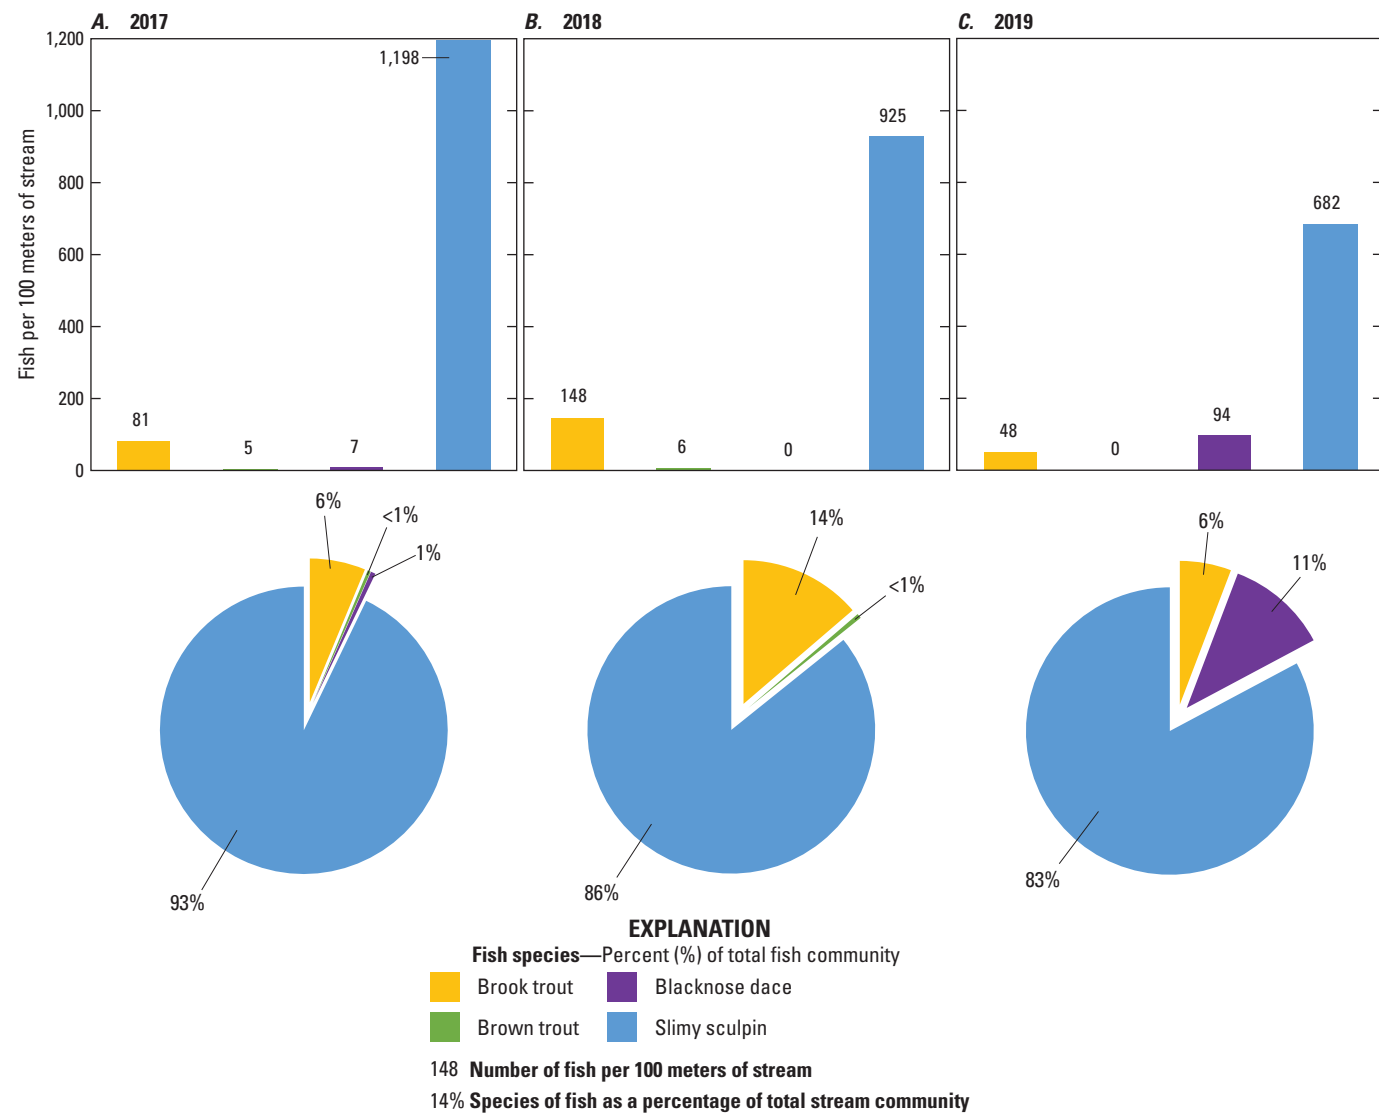 A. 2017
B. 2018
C. 2019
Fish per 100 meters of stream
1,200
1,000
800
600
400
200
0
81
5
7
1,198
148
6
0
925
48
0
94
682
6%
<1%
1%
93%
14%
<1%
86%
6%
11%
83%
EXPLANATION
Fish species—Percent (%) of total fish community
Brook trout
Blacknose dace
Brown trout
Slimy sculpin
148 Number of fish per 100 meters of stream
14% Species of fish as a percentage of total stream community